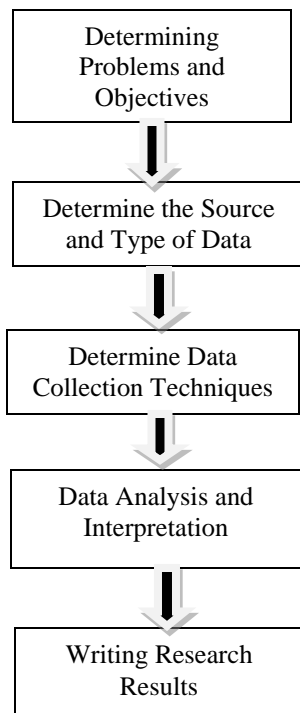 Determining
Problems and
Objectives
Determine the Source
and Type of Data
Determine Data
Collection Techniques
Data Analysis and
Interpretation
Writing Research
Results